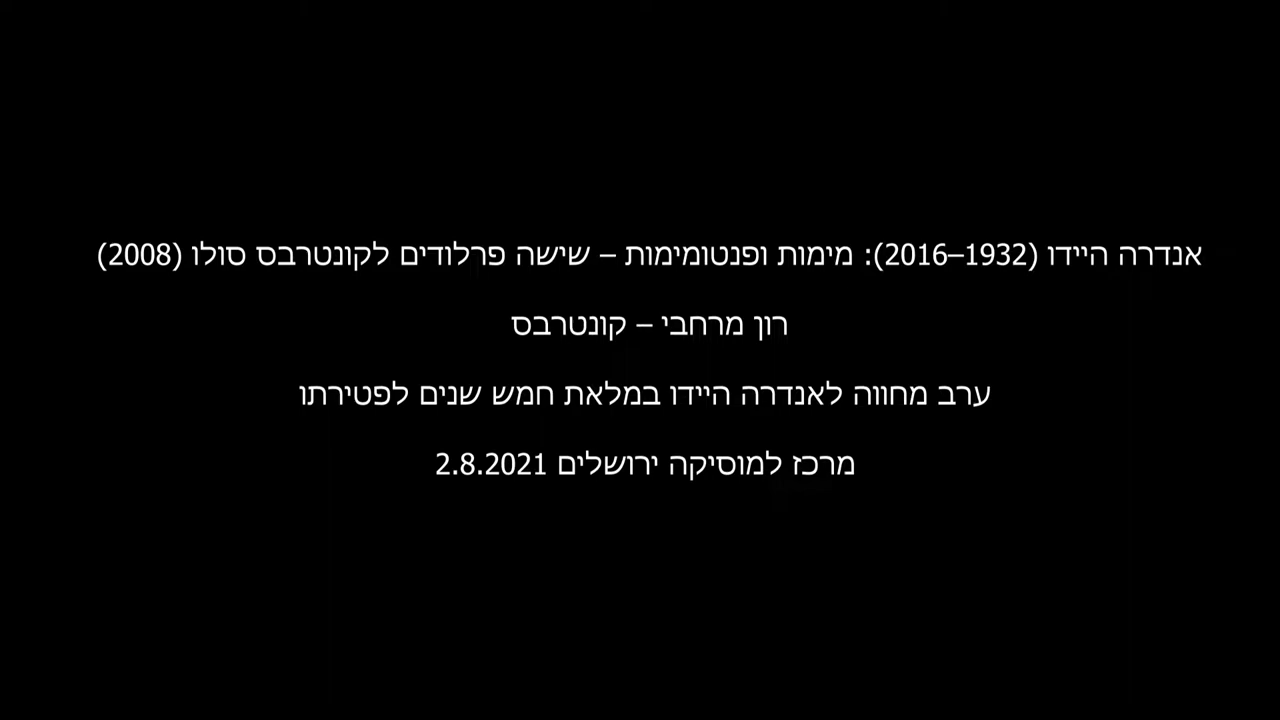 אנדרה היידו (1932–2016): מימות ופנטומימות – שישה פרלודים לקונטרבס סולו (2008)
רון מרחבי – קונטרבס
ערב מחווה לאנדרה היידו במלאת חמש שנים לפטירתו
מרכז למוסיקה ירושלים 2.8.2021